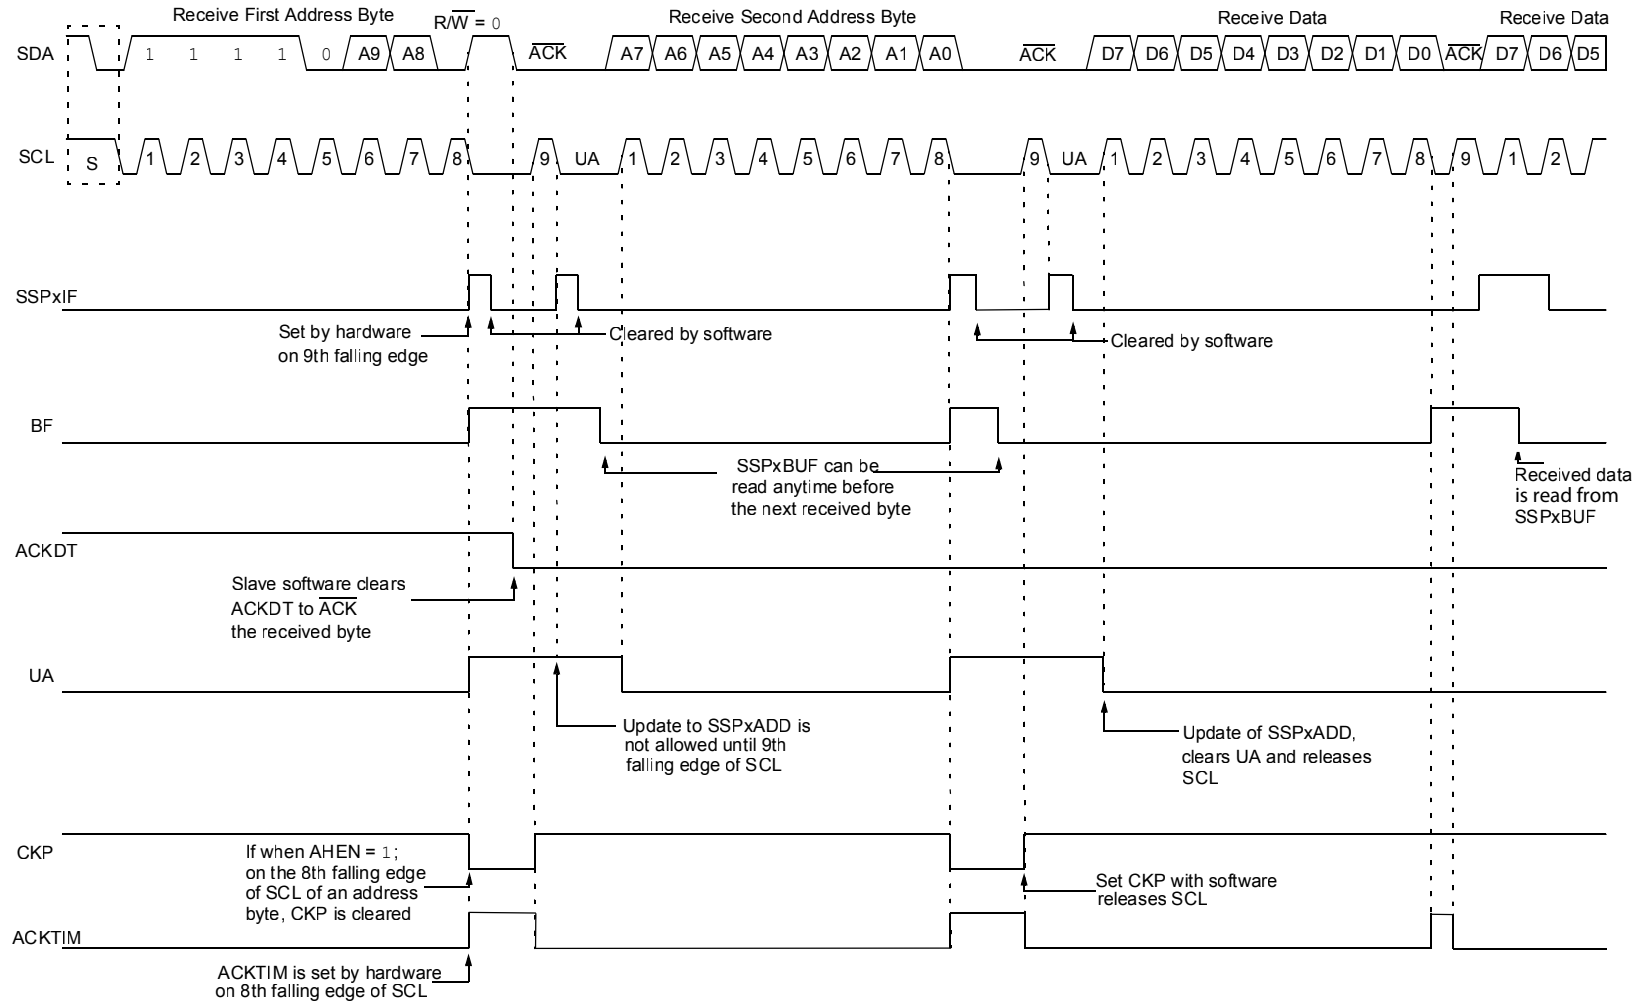 Receive First Address Byte R/W = 0 Receive Second Address Byte Receive Data Receive Data
SDA 1 1 1 1 0 A9 A8 ACK A7 A6 A5 A4 A3 A2 A1 A0 ACK D7 D6 D5 D4 D3 D2 D1 D0 ACK D7 D6 D5
SCL S 1 2 3 4 5 6 7 8 9 UA 1 2 3 4 5 6 7 8 9 UA 1 2 3 4 5 6 7 8 9 1 2
SSPxIF
Set by hardware
on 9th falling edge
Cleared by software
Cleared by software
BF
SSPxBUF can be
read anytime before
the next received byte
Received data
is read from
SSPxBUF
ACKDT
Slave software clears
ACKDT to ACK
the received byte
UA
Update to SSPxADD is
not allowed until 9th
falling edge of SCL
Update of SSPxADD,
clears UA and releases
SCL
CKP
If when AHEN = 1;
on the 8th falling edge
of SCL of an address
byte, CKP is cleared
Set CKP with software
releases SCL
ACKTIM
ACKTIM is set by hardware
on 8th falling edge of SCL